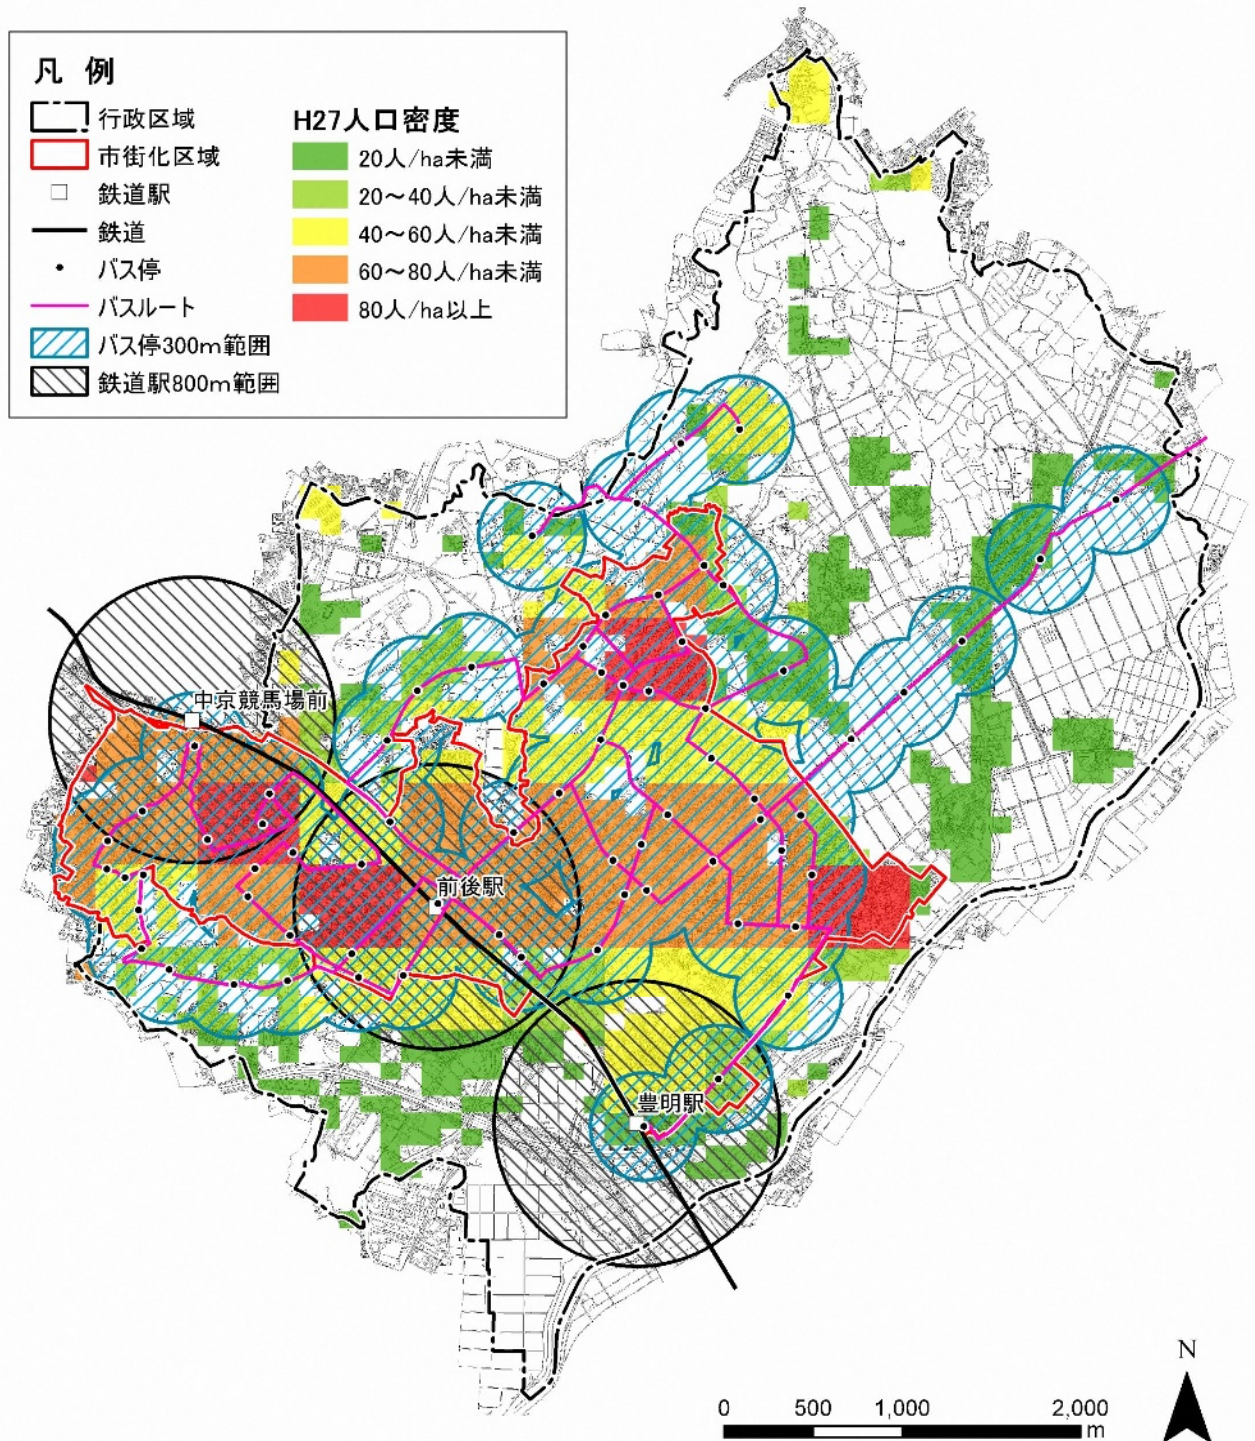 凡 例
行政区域
市街化区域
鉄道駅
鉄道
バス停
バスルート
バス停300m範囲
鉄道駅800m範囲
H27人口密度
20人/ha未満
20～40人/ha未満
40～60人/ha未満
60～80人/ha未満
80人/ha以上
中京競馬場前
前後駅
豊明駅
N
0 500 1,000 2,000
m